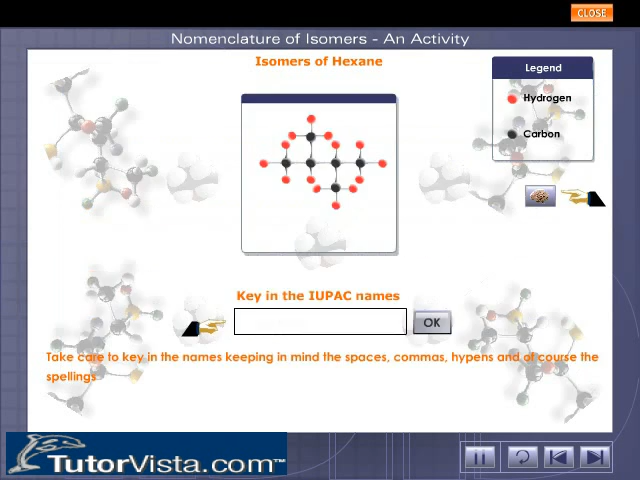 CLOSE
Nomenclature of Isomers - An Activity
Isomers of Hexane
Legend
Hydrogen
Carbon
Key in the IUPAC names
OK
Take care to key in the names keeping in mind the spaces, commas, hypens and of course the
spellings
TutorVista.com™